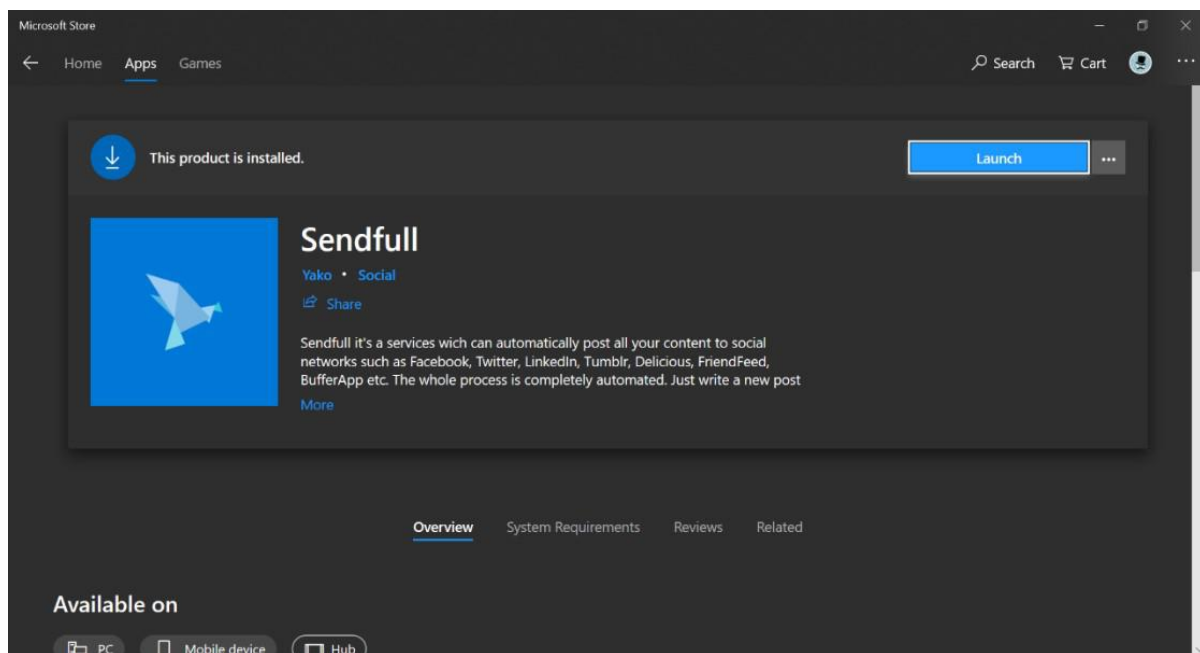 Microsoft Store
Home Apps Games Search Cart
This product is installed. Launch
Sendfull
Yako • Social
Share
Sendfull it's a services wich can automatically post all your content to social
networks such as Facebook, Twitter, LinkedIn, Tumblr, Delicious, FriendFeed,
BufferApp etc. The whole process is completely automated. Just write a new post
More
Overview System Requirements Reviews Related
Available on
PC Mobile device Hub